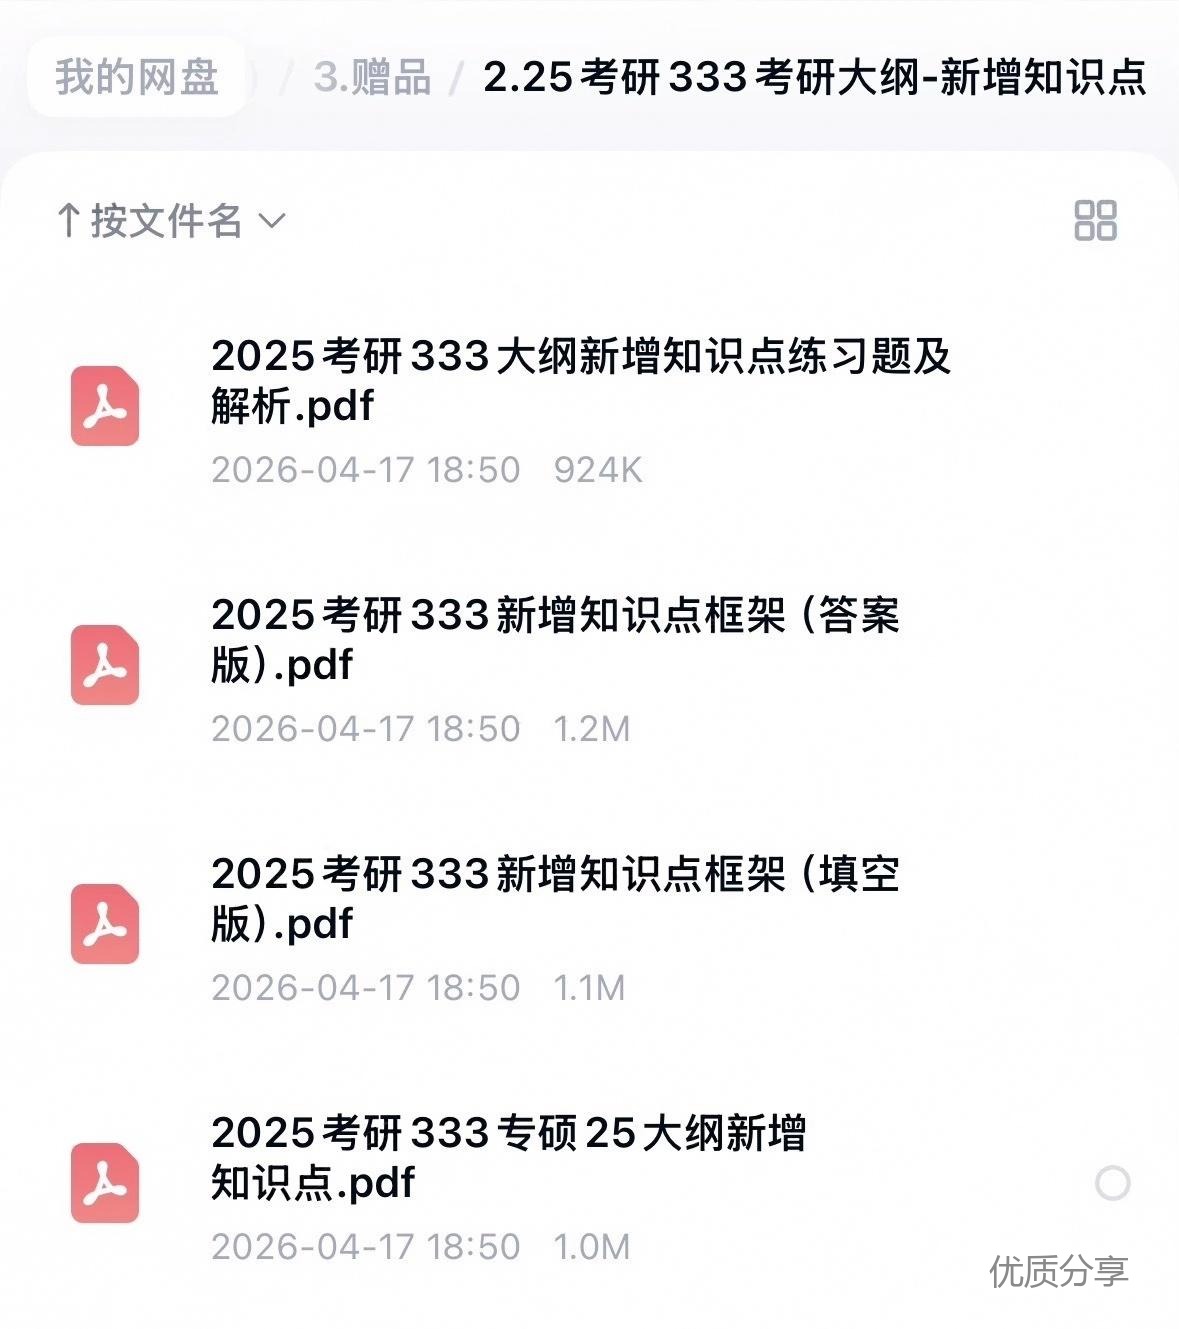 我的网盘 / 3.赠品 / 2.25考研333考研大纲-新增知识点
↑按文件名
2025考研333大纲新增知识点练习题及
解析.pdf
2026-04-17 18:50 924K
2025考研333新增知识点框架（答案
版）.pdf
2026-04-17 18:50 1.2M
2025考研333新增知识点框架（填空
版）.pdf
2026-04-17 18:50 1.1M
2025考研333专硕25大纲新增
知识点.pdf
2026-04-17 18:50 1.0M
优质分享